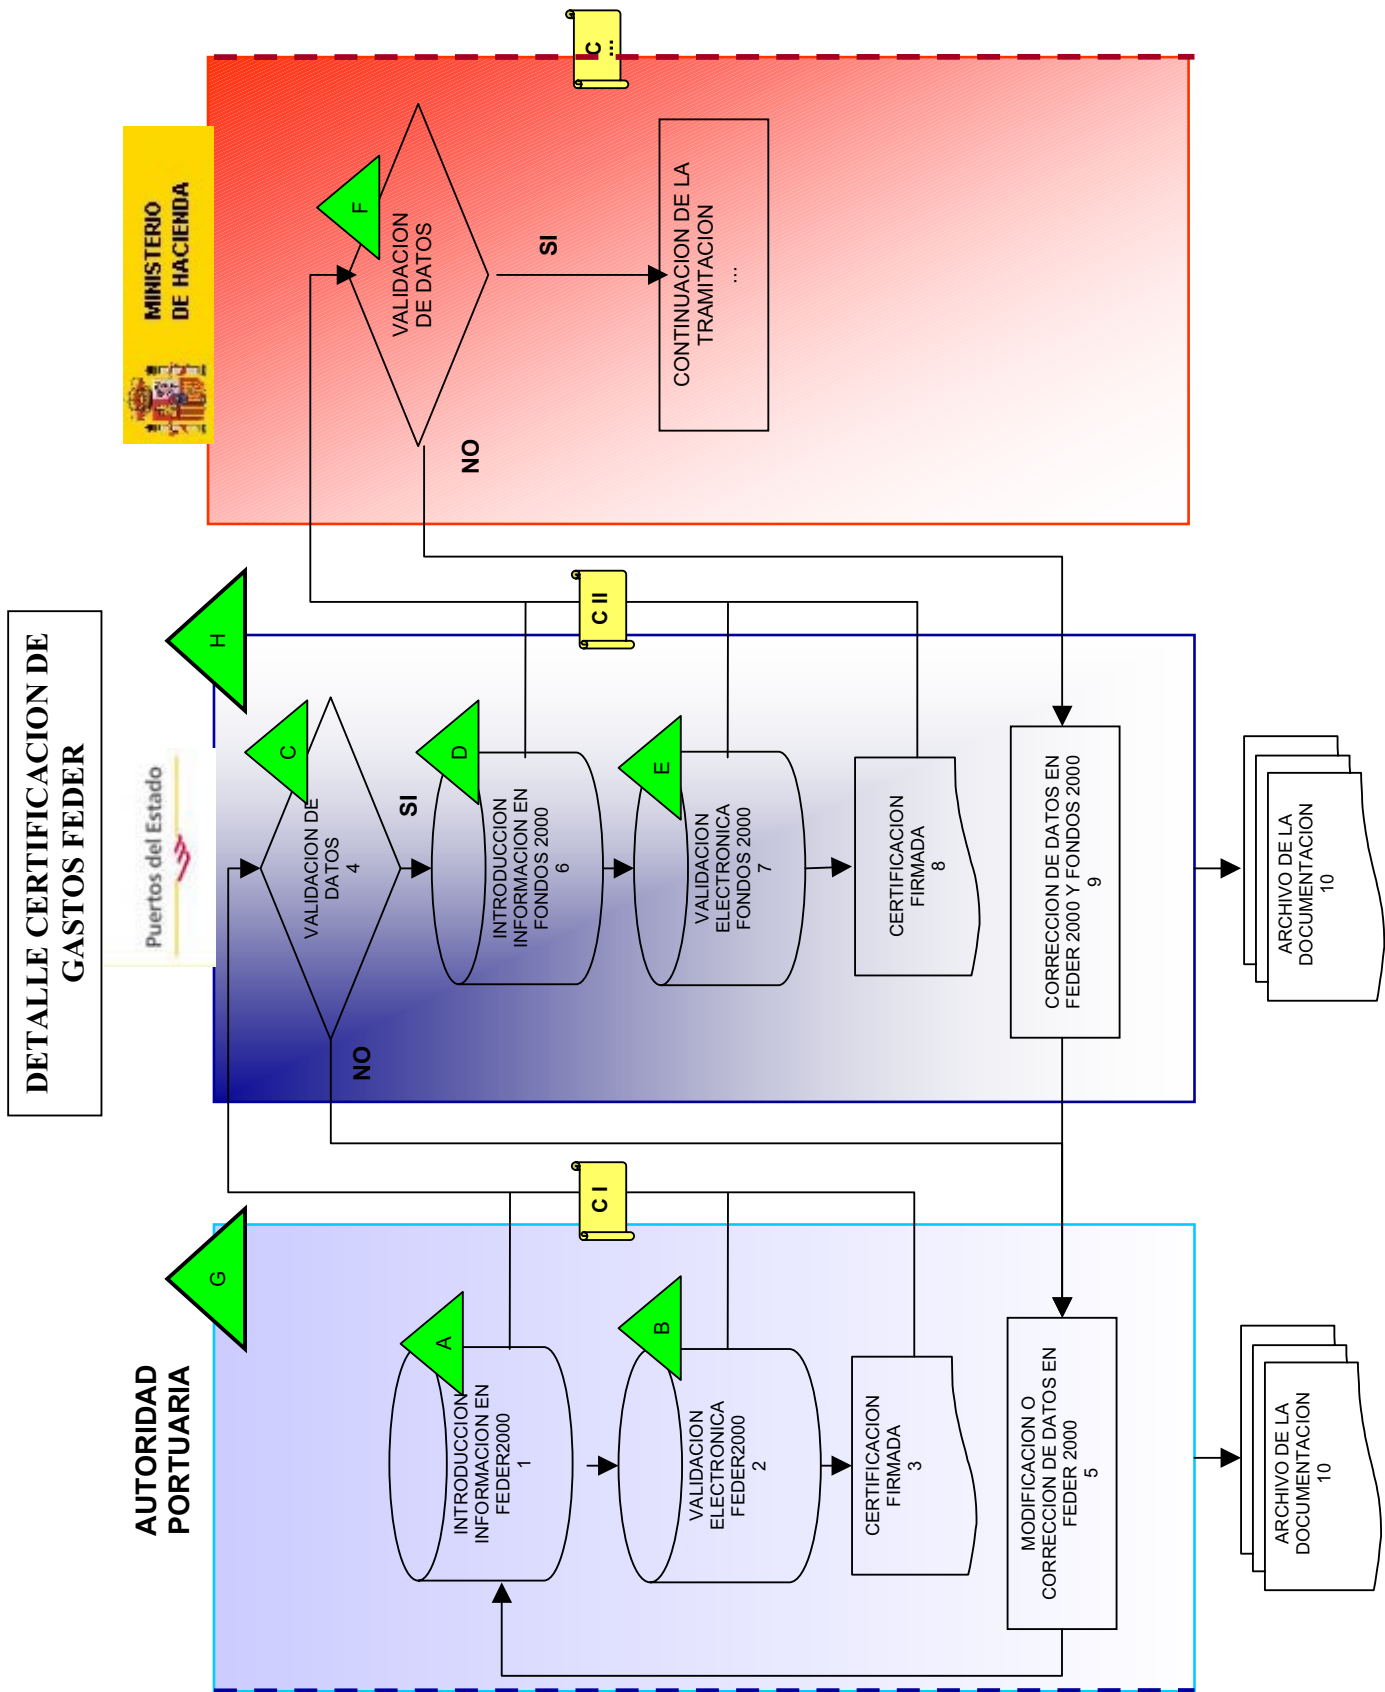 DETALLE CERTIFICACION DE
GASTOS FEDER
AUTORIDAD
PORTUARIA
G
A
INTRODUCCION
INFORMACION EN
FEDER2000
1
B
VALIDACION
ELECTRONICA
FEDER2000
2
CERTIFICACION
FIRMADA
3
MODIFICACION O
CORRECCION DE DATOS EN
FEDER 2000
5
ARCHIVO DE LA
DOCUMENTACION
10
C I
Puertos del Estado
H
C
VALIDACION DE
DATOS
4
NO
SI
D
INTRODUCCION
INFORMACION EN
FONDOS 2000
6
E
VALIDACION
ELECTRONICA
FONDOS 2000
7
CERTIFICACION
FIRMADA
8
CORRECCION DE DATOS EN
FEDER 2000 Y FONDOS 2000
9
ARCHIVO DE LA
DOCUMENTACION
10
C II
MINISTERIO
DE HACIENDA
F
VALIDACION
DE DATOS
NO
SI
CONTINUACION DE LA
TRAMITACION
...
C
...